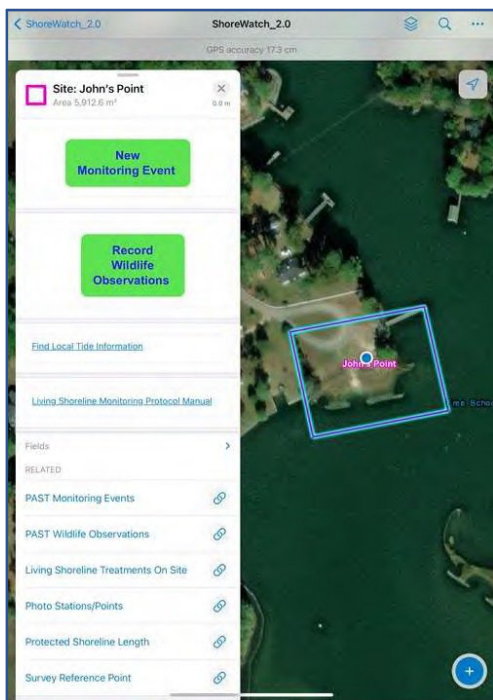 ShoreWatch_2.0
ShoreWatch_2.0
GPS accuracy 17.3 cm
Site: John's Point
Area 5,912.6 m²
0.0 m
New
Monitoring Event
Record
Wildlife
Observations
Find Local Tide Information
Living Shoreline Monitoring Protocol Manual
Fields
RELATED
PAST Monitoring Events
PAST Wildlife Observations
Living Shoreline Treatments On Site
Photo Stations/Points
Protected Shoreline Length
Survey Reference Point
John's Point